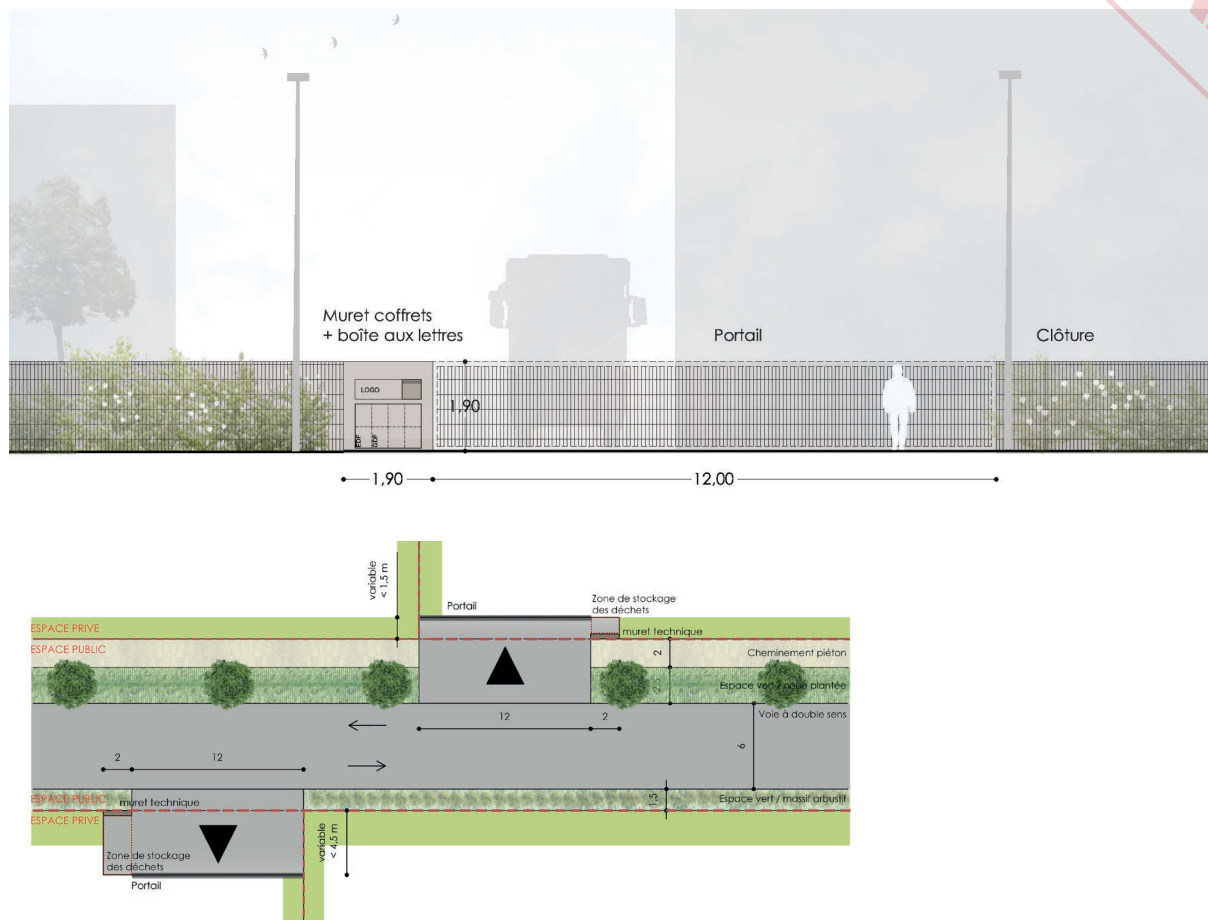 Muret coffrets
+ boîte aux lettres
Portail
Clôture
LOGO
EDF
GDF
1,90
1,90
12,00
variable
< 1,5 m
Portail
Zone de stockage
des déchets
ESPACE PRIVE
muret technique
ESPACE PUBLIC
2
Cheminement piéton
Espace vert / noue plantée
Voie à double sens
12
2
6
2
12
ESPACE PUBLIC
muret technique
1,5
Espace vert / massif arbustif
ESPACE PRIVE
variable
< 4,5 m
Zone de stockage
des déchets
Portail